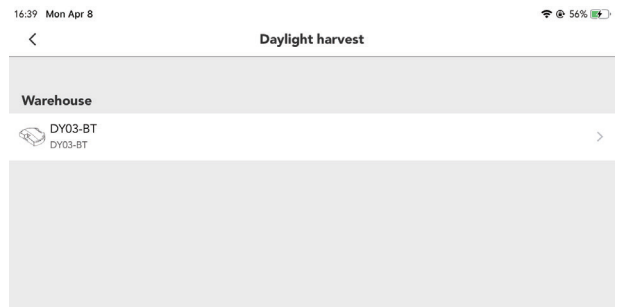 16:39 Mon Apr 8 56%
Daylight harvest
Warehouse
DY03-BT
DY03-BT